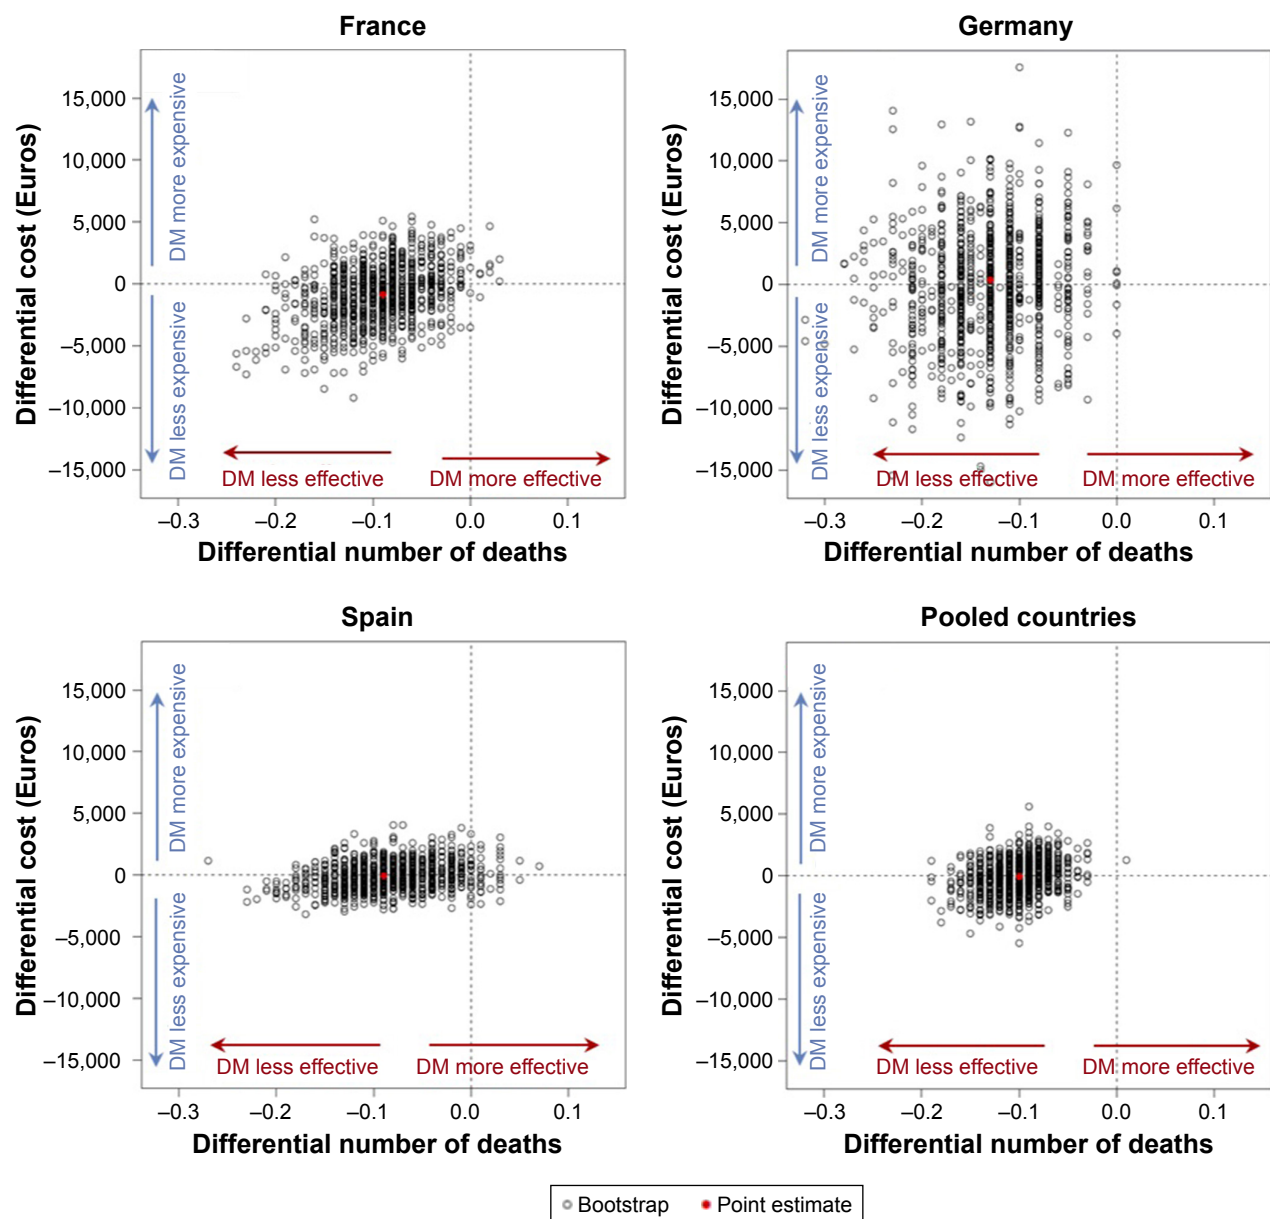 France
Differential cost (Euros)
15,000
10,000
5,000
0
–5,000
–10,000
–15,000
DM more expensive
DM less expensive
DM less effective
DM more effective
–0.3
–0.2
–0.1
0.0
0.1
Differential number of deaths
Germany
Differential cost (Euros)
15,000
10,000
5,000
0
–5,000
–10,000
–15,000
DM more expensive
DM less expensive
DM less effective
DM more effective
–0.3
–0.2
–0.1
0.0
0.1
Differential number of deaths
Spain
Differential cost (Euros)
15,000
10,000
5,000
0
–5,000
–10,000
–15,000
DM more expensive
DM less expensive
DM less effective
DM more effective
–0.3
–0.2
–0.1
0.0
0.1
Differential number of deaths
Pooled countries
Differential cost (Euros)
15,000
10,000
5,000
0
–5,000
–10,000
–15,000
DM more expensive
DM less expensive
DM less effective
DM more effective
–0.3
–0.2
–0.1
0.0
0.1
Differential number of deaths
Bootstrap
Point estimate